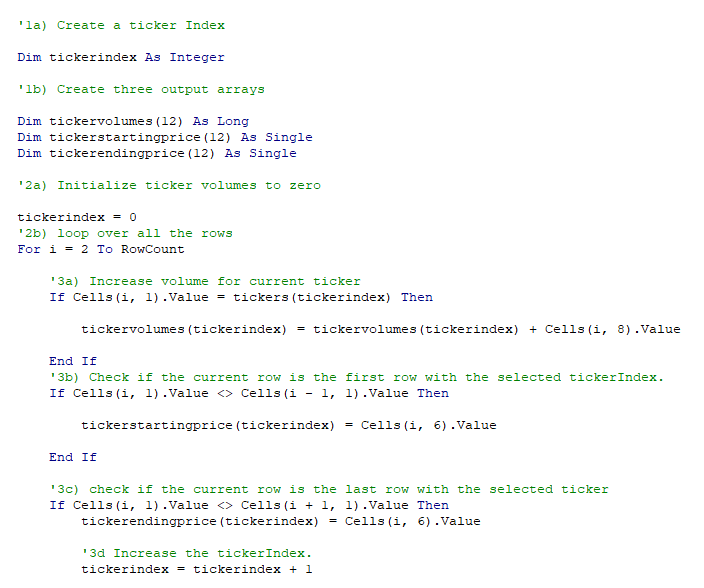 '1a) Create a ticker Index
Dim tickerindex As Integer
'1b) Create three output arrays
Dim tickervolumes(12) As Long
Dim tickerstartingprice(12) As Single
Dim tickerendingprice(12) As Single
'2a) Initialize ticker volumes to zero
tickerindex = 0
'2b) loop over all the rows
For i = 2 To RowCount
'3a) Increase volume for current ticker
If Cells(i, 1).Value = tickers(tickerindex) Then
tickervolumes(tickerindex) = tickervolumes(tickerindex) + Cells(i, 8).Value
End If
'3b) Check if the current row is the first row with the selected tickerIndex.
If Cells(i, 1).Value <> Cells(i - 1, 1).Value Then
tickerstartingprice(tickerindex) = Cells(i, 6).Value
End If
'3c) check if the current row is the last row with the selected ticker
If Cells(i, 1).Value <> Cells(i + 1, 1).Value Then
tickerendingprice(tickerindex) = Cells(i, 6).Value
'3d Increase the tickerIndex.
tickerindex = tickerindex + 1